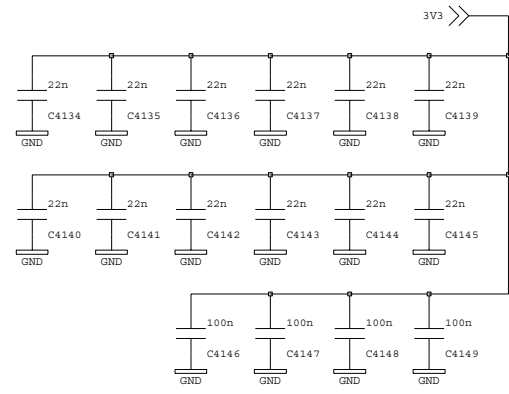 3V3
22n 22n 22n 22n 22n 22n
C4134 C4135 C4136 C4137 C4138 C4139
GND GND GND GND GND GND
22n 22n 22n 22n 22n 22n
C4140 C4141 C4142 C4143 C4144 C4145
GND GND GND GND GND GND
100n 100n 100n 100n
C4146 C4147 C4148 C4149
GND GND GND GND